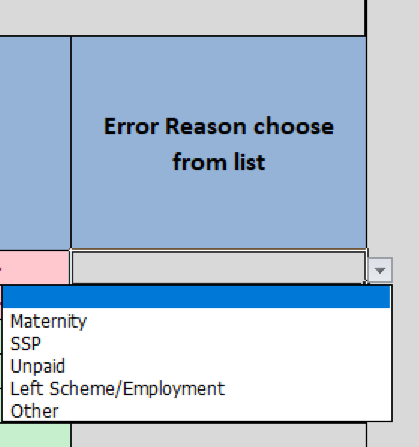 Error Reason choose
from list
Maternity
SSP
Unpaid
Left Scheme/Employment
Other